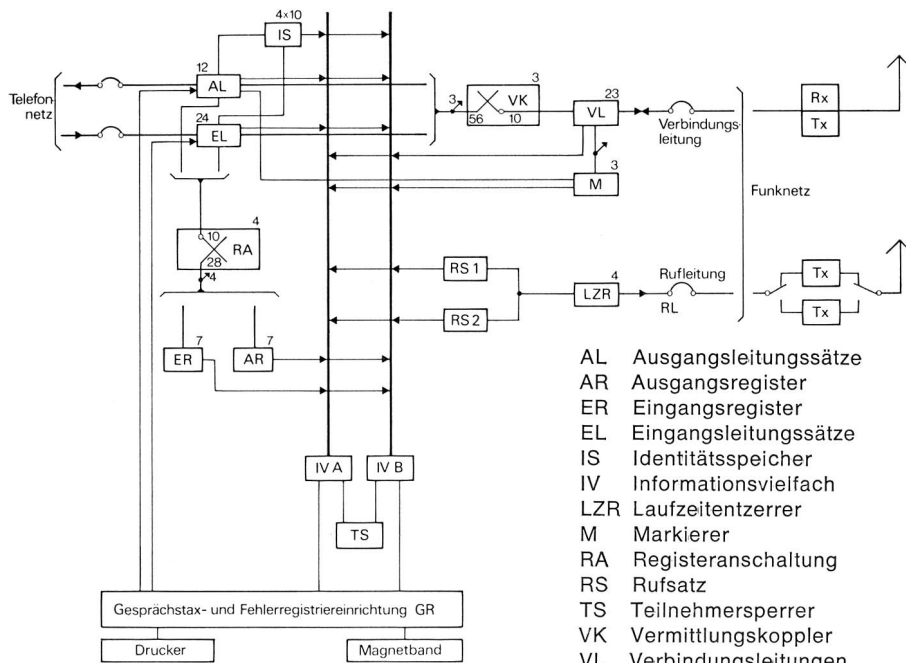 4×10
IS
12
AL
24
EL
Telefon-
netz
3
3
VK
56
10
23
VL
Verbindungs-
leitung
Rx
Tx
3
M
Funknetz
4
10
RA
28
4
RS 1
RS 2
4
LZR
Rufleitung
RL
Tx
Tx
7
ER
7
AR
IV A
IV B
TS
Gesprächstax- und Fehlerregistriereinrichtung GR
Drucker
Magnetband
AL Ausgangsleitungssätze
AR Ausgangsregister
ER Eingangsregister
EL Eingangsleitungssätze
IS Identitätsspeicher
IV Informationsvielfach
LZR Laufzeitentzerrer
M Markierer
RA Registeranschaltung
RS Rufsatz
TS Teilnehmersperrer
VK Vermittlungskoppler
VL Verbindungsleitungen